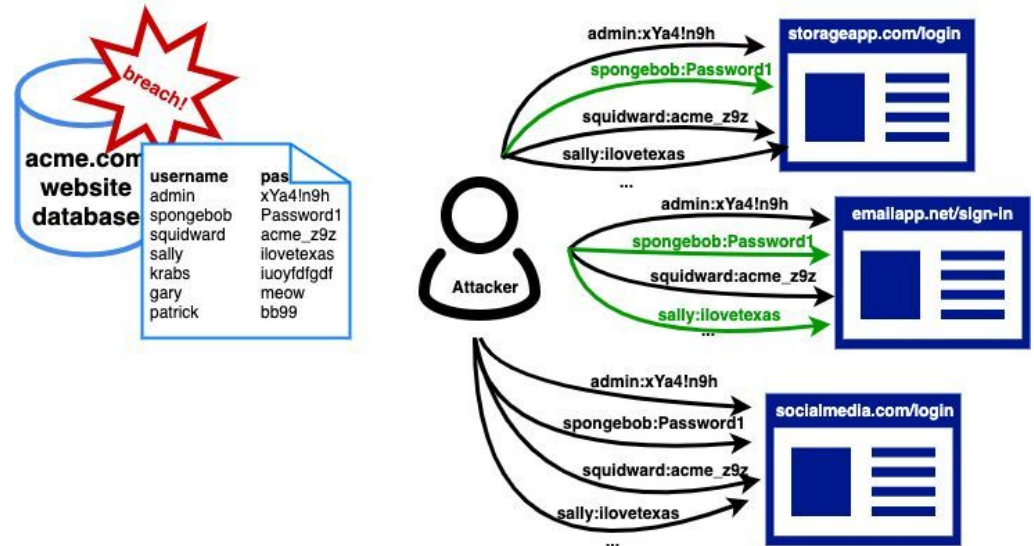 breach!
acme.com
website
database
username pas
admin xYa4!n9h
spongebob Password1
squidward acme_z9z
sally ilovetexas
krabs iuoyfdfgdf
gary meow
patrick bb99
Attacker
admin:xYa4!n9h
spongebob:Password1
squidward:acme_z9z
sally:ilovetexas
...
storageapp.com/login
admin:xYa4!n9h
spongebob:Password1
squidward:acme_z9z
sally:ilovetexas
...
emailapp.net/sign-in
admin:xYa4!n9h
spongebob:Password1
squidward:acme_z9z
sally:ilovetexas
...
socialmedia.com/login